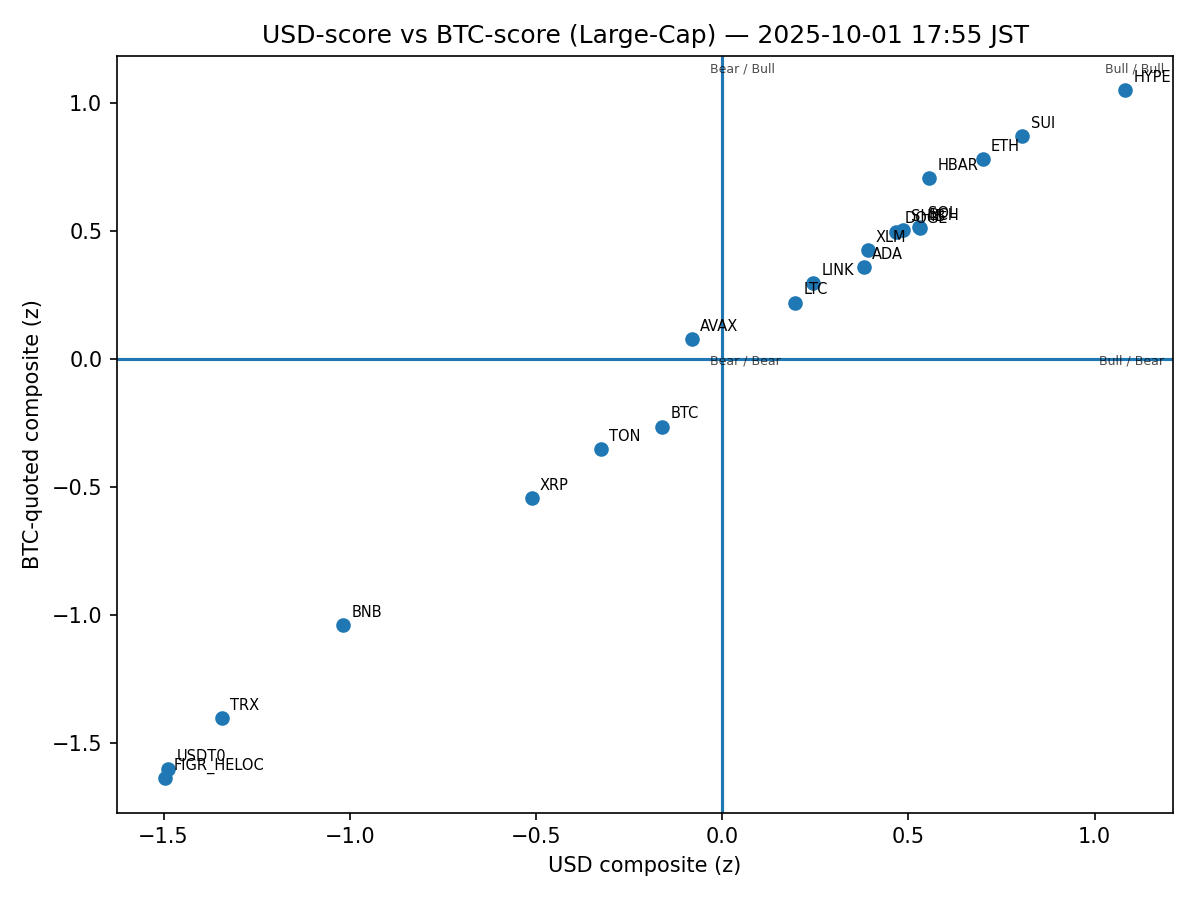 USD-score vs BTC-score (Large-Cap) — 2025-10-01 17:55 JST
Bear / Bull
Bull / Bull
HYPE
SUI
ETH
HBAR
SOL
BCH
SHIB
DOGE
XLM
ADA
LINK
LTC
AVAX
Bear / Bear
Bull / Bear
BTC
TON
XRP
BNB
TRX
USDT0
FIGR_HELOC
1.0
0.5
0.0
−0.5
−1.0
−1.5
BTC-quoted composite (z)
−1.5
−1.0
−0.5
0.0
0.5
1.0
USD composite (z)